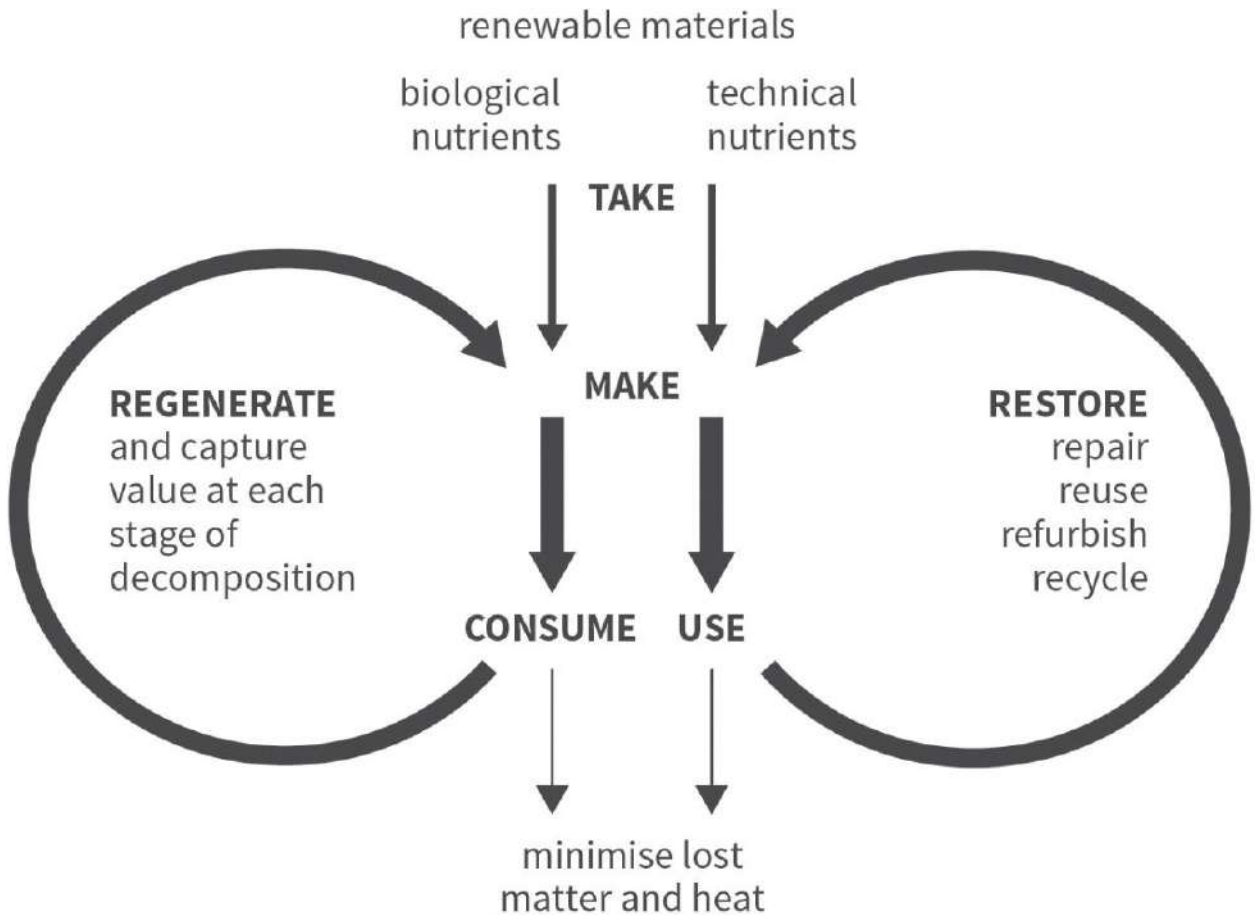 renewable materials
biological
nutrients
technical
nutrients
TAKE
MAKE
REGENERATE
and capture
value at each
stage of
decomposition
RESTORE
repair
reuse
refurbish
recycle
CONSUME
USE
minimise lost
matter and heat